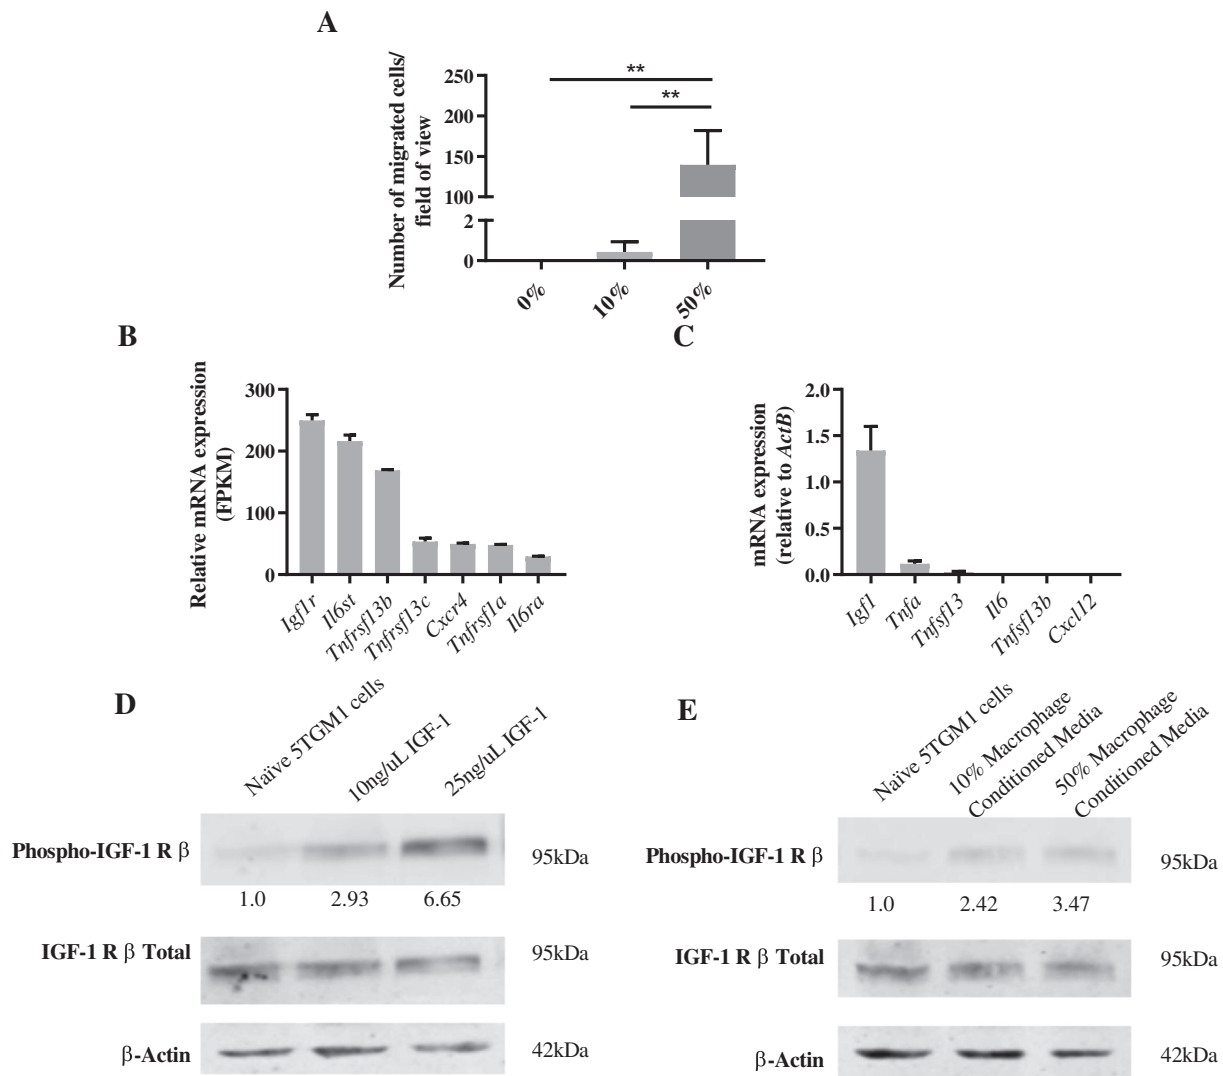 A
Number of migrated cells/
field of view
250
200
150
100
2
0
**
**
0%
10%
50%
B
Relative mRNA expression
(FPKM)
300
200
100
0
Igf1r
Il6st
Tnfrsf13b
Tnfrsf13c
Cxcr4
Tnfrsf1a
Il6ra
C
mRNA expression
(relative to ActB)
2.0
1.5
1.0
0.5
0.0
Igf1
Tnfa
Tnfsf13
Il6
Tnfsf13b
Cxcl12
D
Naïve 5TGM1 cells
10ng/uL IGF-1
25ng/uL IGF-1
Phospho-IGF-1 R β
95kDa
1.0
2.93
6.65
IGF-1 R β Total
95kDa
β-Actin
42kDa
E
Naïve 5TGM1 cells
10% Macrophage
Conditioned Media
50% Macrophage
Conditioned Media
Phospho-IGF-1 R β
95kDa
1.0
2.42
3.47
IGF-1 R β Total
95kDa
β-Actin
42kDa